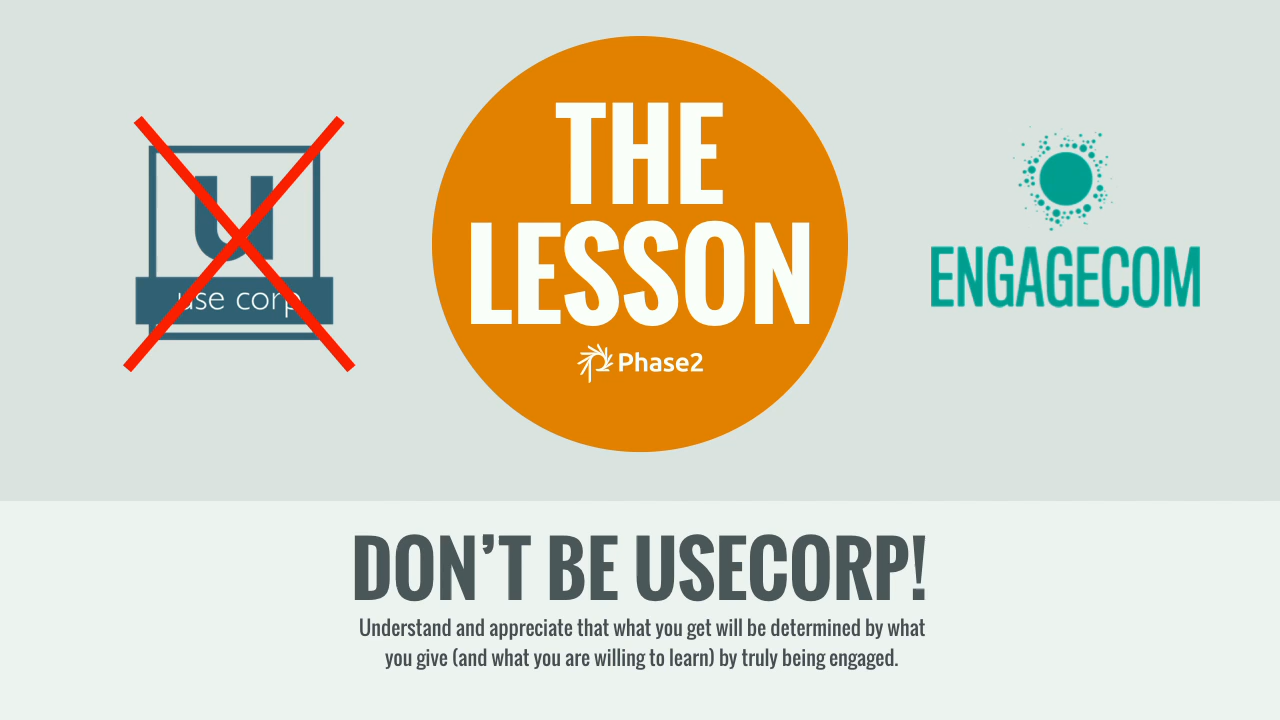 u
use corp
THE
LESSON
Phase2
ENGAGECOM
DON’T BE USECORP!
Understand and appreciate that what you get will be determined by what
you give (and what you are willing to learn) by truly being engaged.